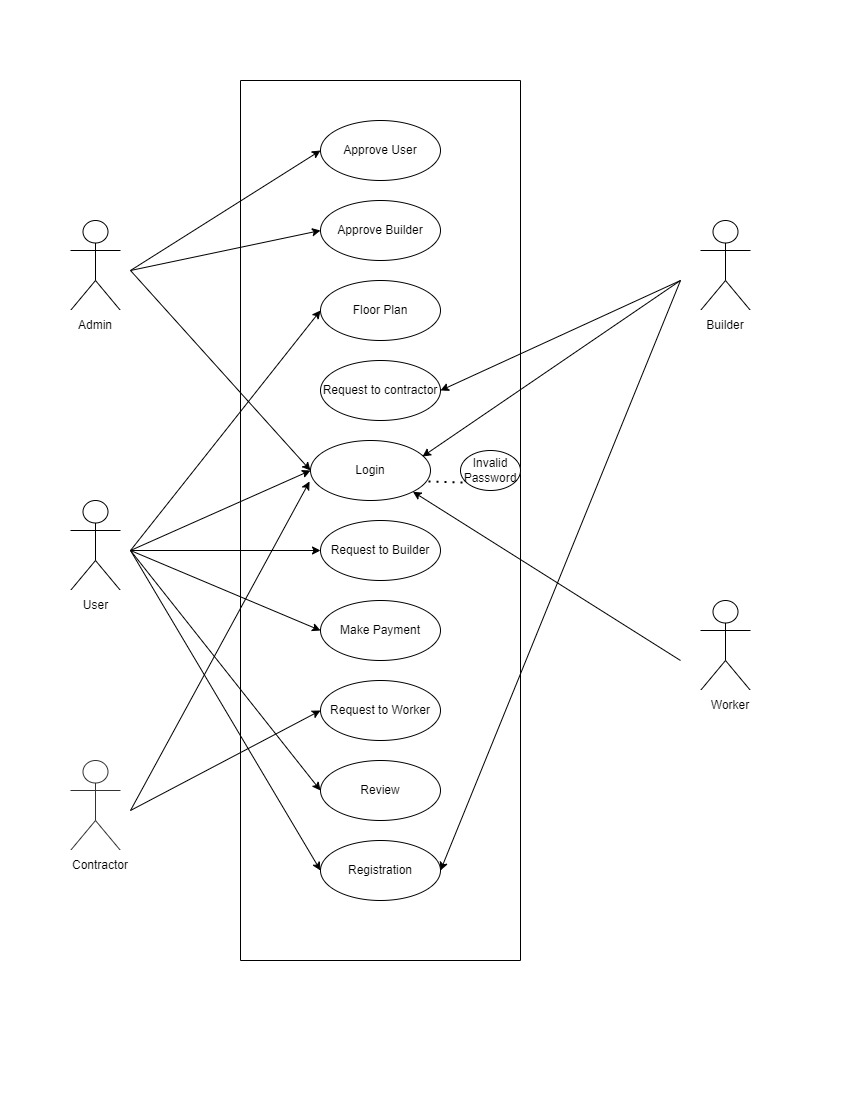 Approve User
Approve Builder
Floor Plan
Admin
Builder
Request to contractor
Login
Invalid
Password
Request to Builder
User
Make Payment
Request to Worker
Worker
Review
Contractor
Registration